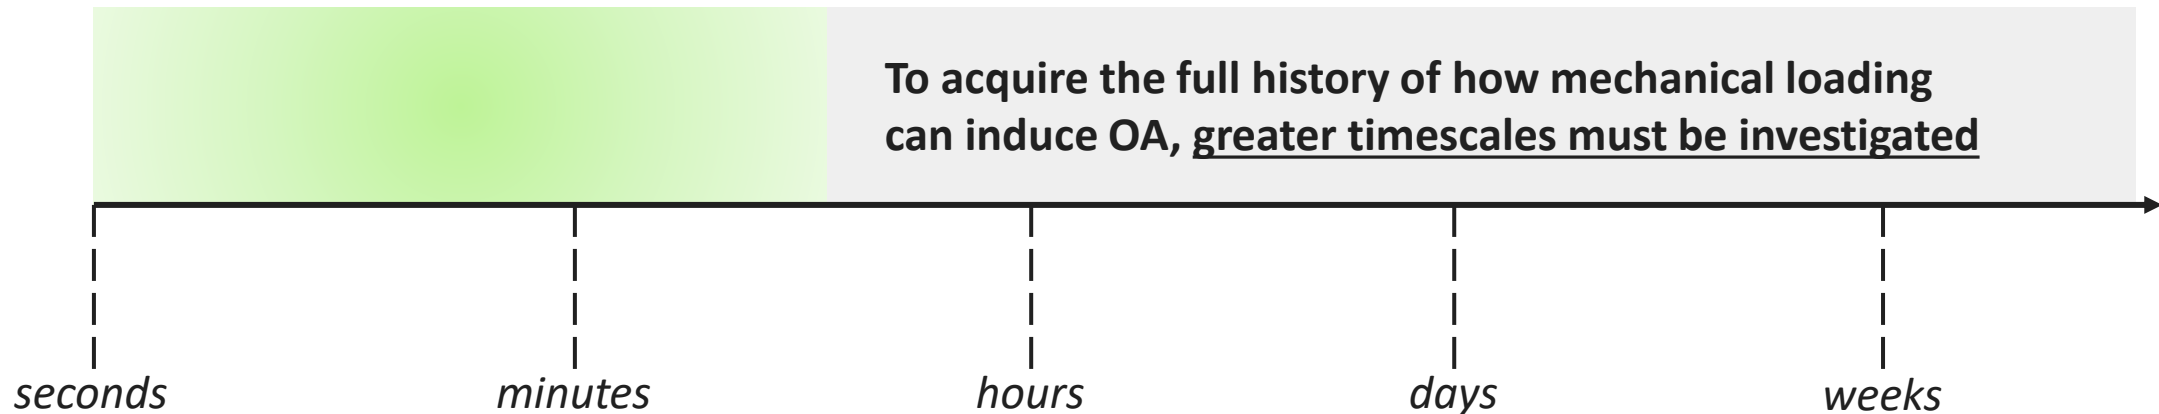 To acquire the full history of how mechanical loading
can induce OA, greater timescales must be investigated
seconds
minutes
hours
days
weeks